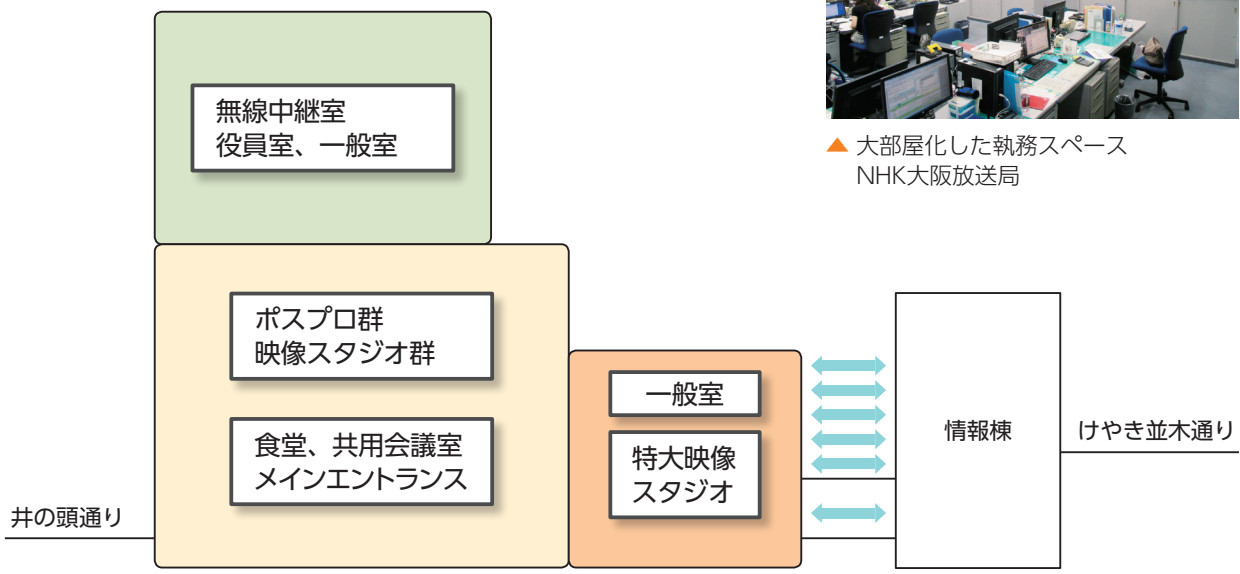 無線中継室
役員室、一般室
▲ 大部屋化した執務スペース
NHK大阪放送局
ポスプロ群
映像スタジオ群
食堂、共用会議室
メインエントランス
一般室
特大映像
スタジオ
情報棟
けやき並木通り
井の頭通り